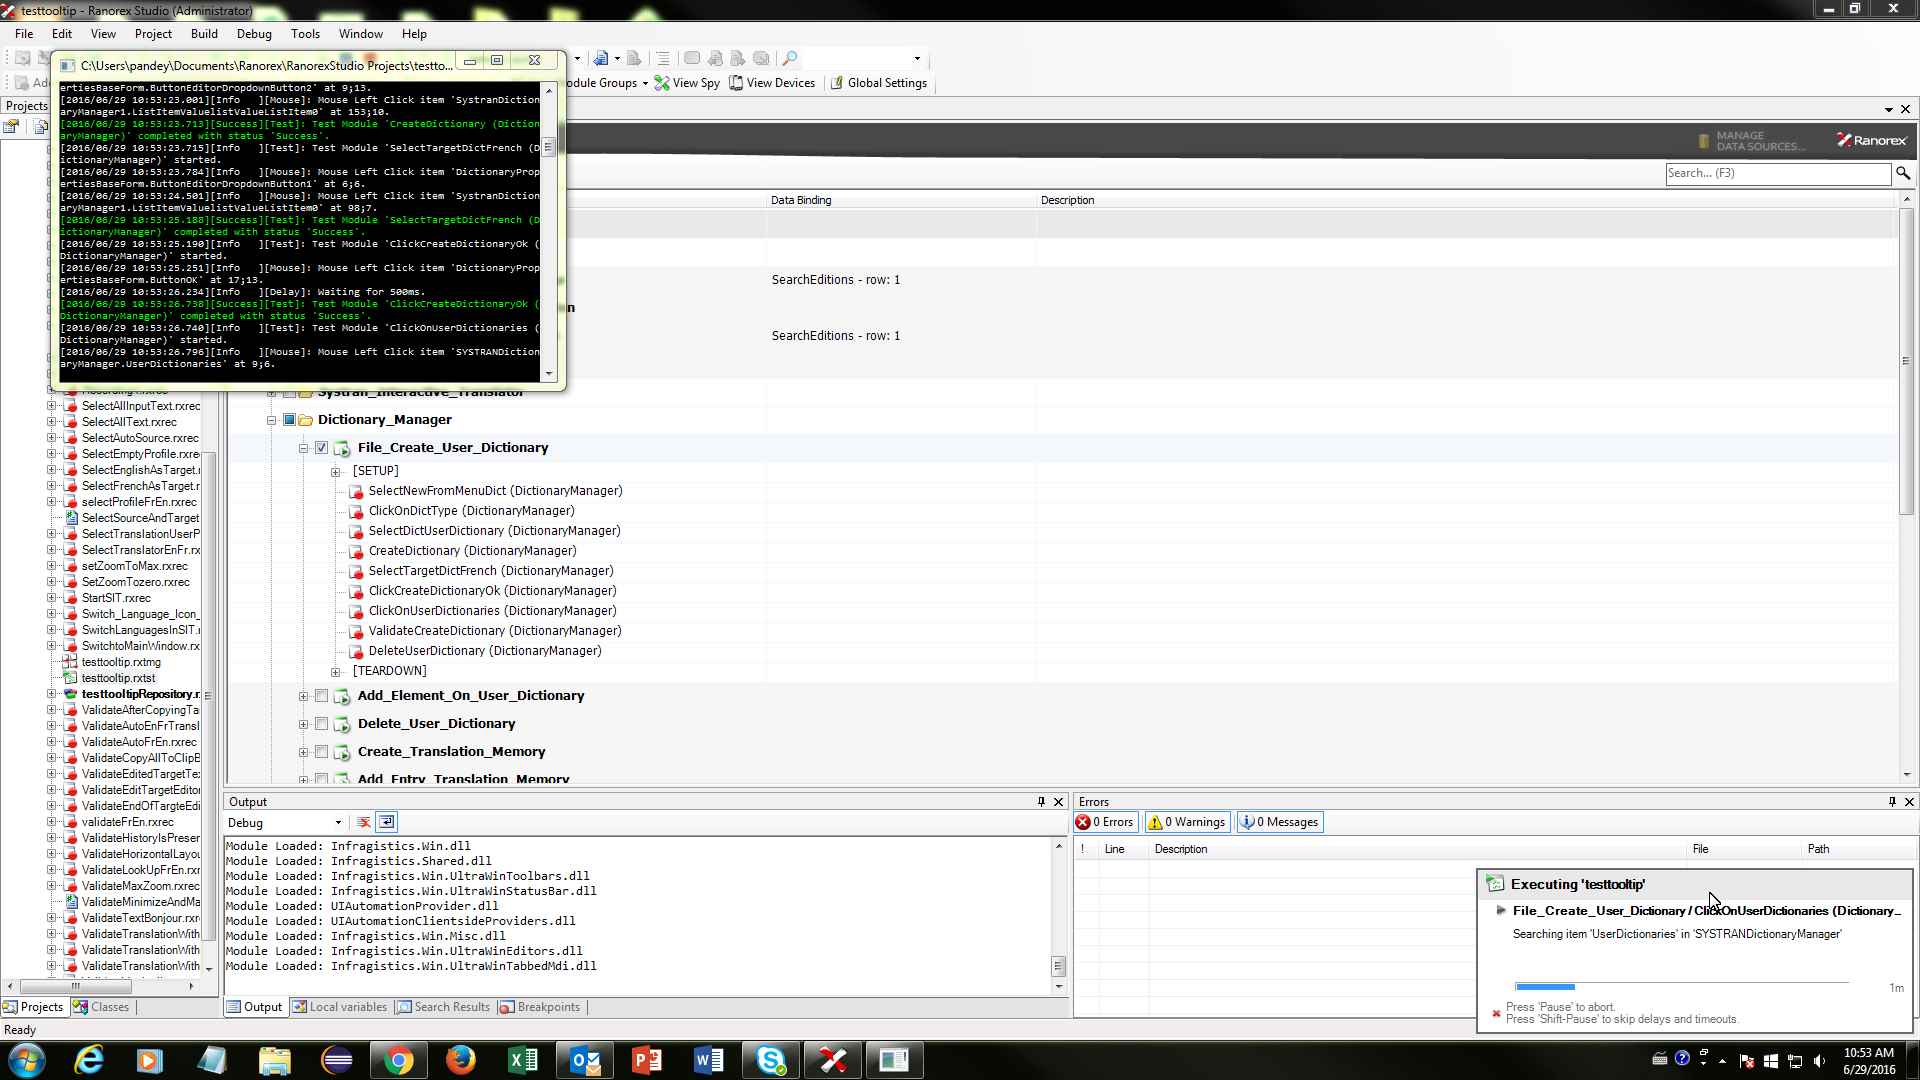 testtooltip - Ranorex Studio (Administrator)
File Edit View Project Build Debug Tools Window Help
C:\Users\pandey\Documents\Ranorex\RanorexStudio Projects\testto...
Module Groups View Spy View Devices Global Settings
Projects
ertiesBaseForm.ButtonEditorDropdownButton2' at 9;13.
[2016/06/29 10:53:23.001][Info ][Mouse]: Mouse Left Click item 'SystranDiction
aryManager1.ListItemValuelistValueListItem0' at 153;10.
[2016/06/29 10:53:23.713][Success][Test]: Test Module 'CreateDictionary (Diction
aryManager)' completed with status 'Success'.
[2016/06/29 10:53:23.715][Info ][Test]: Test Module 'SelectTargetDictFrench (D
ictionaryManager)' started.
[2016/06/29 10:53:23.784][Info ][Mouse]: Mouse Left Click item 'DictionaryProp
ertiesBaseForm.ButtonEditorDropdownButton1' at 6;6.
[2016/06/29 10:53:24.501][Info ][Mouse]: Mouse Left Click item 'SystranDiction
aryManager1.ListItemValuelistValueListItem0' at 98;7.
[2016/06/29 10:53:25.188][Success][Test]: Test Module 'SelectTargetDictFrench (D
ictionaryManager)' completed with status 'Success'.
[2016/06/29 10:53:25.190][Info ][Test]: Test Module 'ClickCreateDictionaryOk (
DictionaryManager)' started.
[2016/06/29 10:53:25.251][Info ][Mouse]: Mouse Left Click item 'DictionaryProp
ertiesBaseForm.ButtonOK' at 17;13.
[2016/06/29 10:53:26.234][Info ][Delay]: Waiting for 500ms.
[2016/06/29 10:53:26.738][Success][Test]: Test Module 'ClickCreateDictionaryOk (
DictionaryManager)' completed with status 'Success'.
[2016/06/29 10:53:26.740][Info ][Test]: Test Module 'ClickOnUserDictionaries (
DictionaryManager)' started.
[2016/06/29 10:53:26.796][Info ][Mouse]: Mouse Left Click item 'SYSTRANDiction
aryManager.UserDictionaries' at 9;6.
MANAGE
DATA SOURCES...
Ranorex
Search... (F3)
Data Binding Description
SearchEditions - row: 1
n
SearchEditions - row: 1
Systran_Interactive_Translator
Dictionary_Manager
File_Create_User_Dictionary
[SETUP]
SelectNewFromMenuDict (DictionaryManager)
ClickOnDictType (DictionaryManager)
SelectDictUserDictionary (DictionaryManager)
CreateDictionary (DictionaryManager)
SelectTargetDictFrench (DictionaryManager)
ClickCreateDictionaryOk (DictionaryManager)
ClickOnUserDictionaries (DictionaryManager)
ValidateCreateDictionary (DictionaryManager)
DeleteUserDictionary (DictionaryManager)
[TEARDOWN]
Add_Element_On_User_Dictionary
Delete_User_Dictionary
Create_Translation_Memory
Add_Entry_Translation_Memory
SelectAllInputText.rxrec
SelectAllText.rxrec
SelectAutoSource.rxrec
SelectEmptyProfile.rxrec
SelectEnglishAsTarget.r
SelectFrenchAsTarget.r
selectProfileFrEn.rxrec
SelectSourceAndTarget
SelectTranslationUserP
SelectTranslatorEnFr.rx
setZoomToMax.rxrec
SetZoomTozero.rxrec
StartSIT.rxrec
Switch_Language_Icon_
SwitchLanguagesInSIT.r
SwitchtoMainWindow.rx
testtooltip.rxtmg
testtooltip.rxtst
testtooltipRepository.r
ValidateAfterCopyingTa
ValidateAutoEnFrTransl
ValidateAutoFrEn.rxrec
ValidateCopyAllToClipB
ValidateEditedTargetTe
ValidateEditTargetEditor
ValidateEndOfTargteEdi
validateFrEn.rxrec
ValidateHistoryIsPreser
ValidateHorizontalLayou
ValidateLookUpFrEn.rx
ValidateMaxZoom.rxrec
ValidateMinimizeAndMa
ValidateTextBonjour.rxr
ValidateTranslationWith
ValidateTranslationWith
ValidateTranslationWith
Projects Classes
Output
Debug
Module Loaded: Infragistics.Win.dll
Module Loaded: Infragistics.Shared.dll
Module Loaded: Infragistics.Win.UltraWinToolbars.dll
Module Loaded: Infragistics.Win.UltraWinStatusBar.dll
Module Loaded: UIAutomationProvider.dll
Module Loaded: UIAutomationClientsideProviders.dll
Module Loaded: Infragistics.Win.Misc.dll
Module Loaded: Infragistics.Win.UltraWinEditors.dll
Module Loaded: Infragistics.Win.UltraWinTabbedMdi.dll
Output Local variables Search Results Breakpoints
Errors
0 Errors 0 Warnings 0 Messages
! Line Description File Path
Executing 'testtooltip'
File_Create_User_Dictionary / ClickOnUserDictionaries (Dictionary...
Searching item 'UserDictionaries' in 'SYSTRANDictionaryManager'
1m
Press 'Pause' to abort.
Press 'Shift-Pause' to skip delays and timeouts.
Ready
10:53 AM
6/29/2016